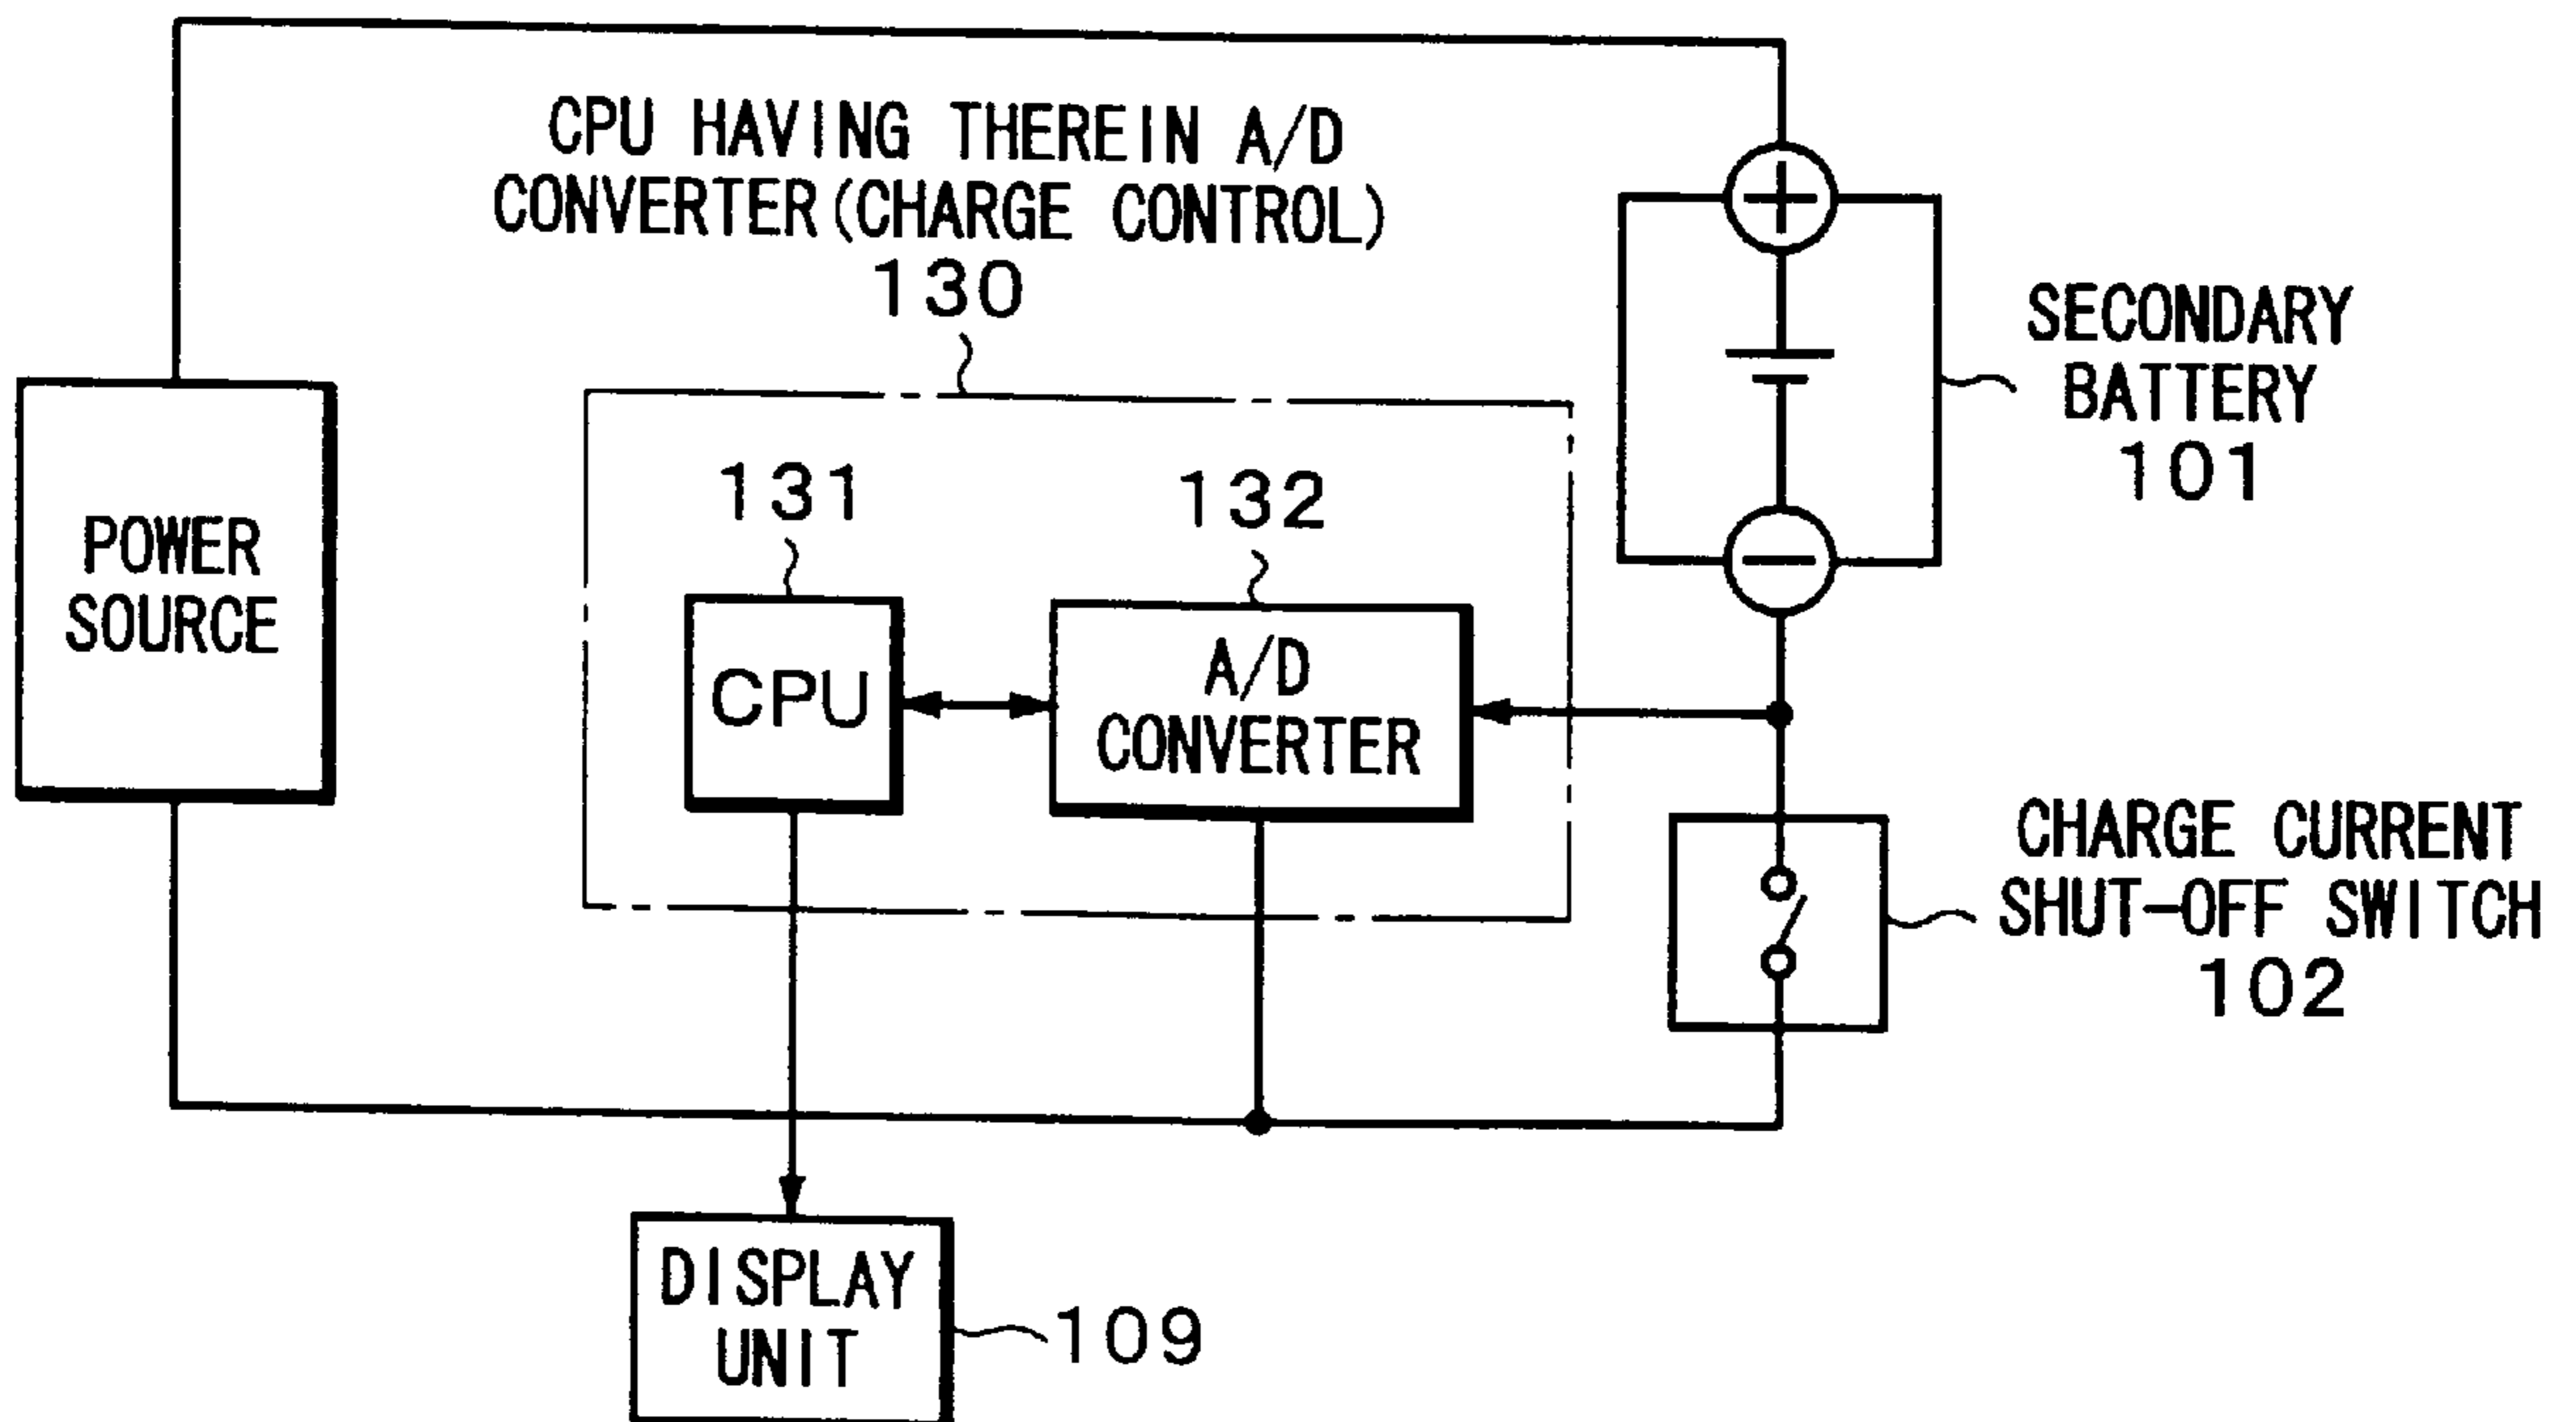 CPU HAVING THEREIN A/D
CONVERTER(CHARGE CONTROL)
130
SECONDARY
BATTERY
101
POWER
SOURCE
131
132
CPU
A/D
CONVERTER
CHARGE CURRENT
SHUT-OFF SWITCH
102
DISPLAY
UNIT
109